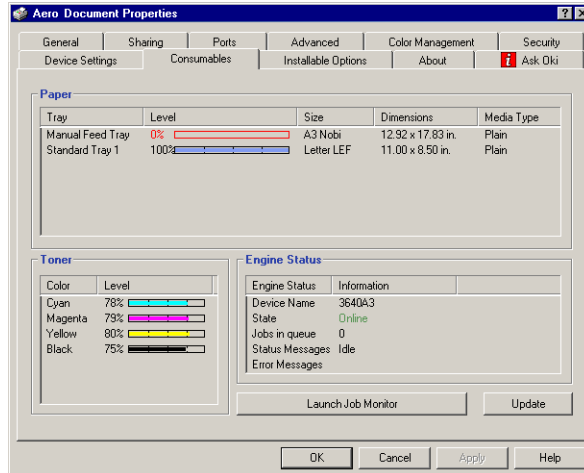 Aero Document Properties
General Sharing Ports Advanced Color Management Security
Device Settings Consumables Installable Options About i Ask Oki
Paper
Tray Level Size Dimensions Media Type
Manual Feed Tray 0% A3 Nobi 12.92 x 17.83 in. Plain
Standard Tray 1 100% Letter LEF 11.00 x 8.50 in. Plain
Toner
Color Level
Cyan 78%
Magenta 79%
Yellow 80%
Black 75%
Engine Status
Engine Status Information
Device Name 3640A3
State Online
Jobs in queue 0
Status Messages Idle
Error Messages
Launch Job Monitor Update
OK Cancel Apply Help